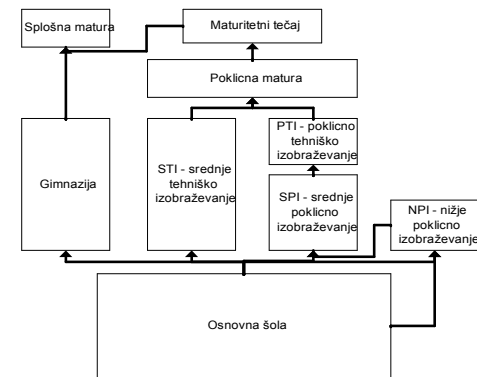 Splošna matura
Maturitetni tečaj
Poklicna matura
Gimnazija
STI - srednje
tehniško
izobraževanje
PTI - poklicno
tehniško
izobraževanje
SPI - srednje
poklicno
izobraževanje
NPI - nižje
poklicno
izobraževanje
Osnovna šola